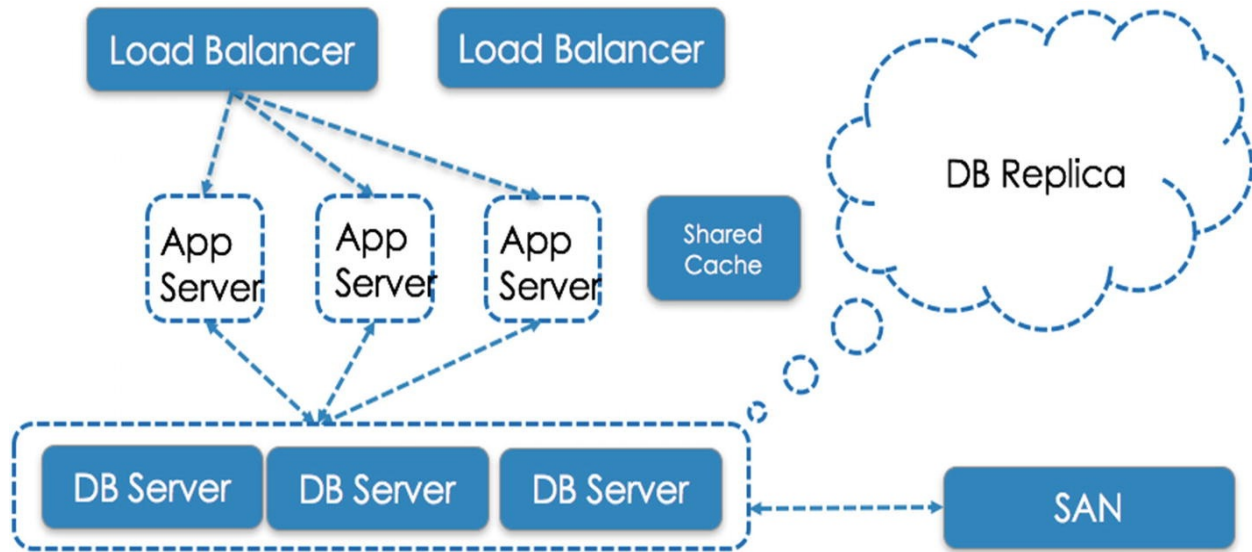 Load Balancer
Load Balancer
DB Replica
App
Server
App
Server
App
Server
Shared
Cache
DB Server
DB Server
DB Server
SAN